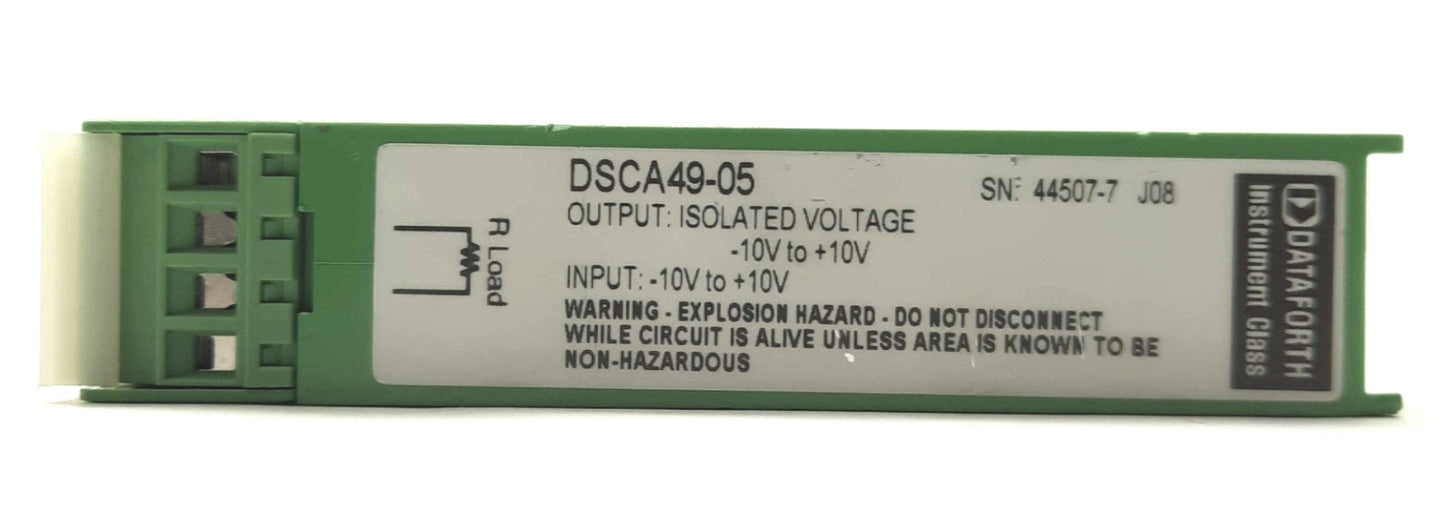 DSCA49-05
SN: 44507-7 J08
OUTPUT: ISOLATED VOLTAGE
-10V to +10V
INPUT: -10V to +10V
WARNING - EXPLOSION HAZARD - DO NOT DISCONNECT
WHILE CIRCUIT IS ALIVE UNLESS AREA IS KNOWN TO BE
NON-HAZARDOUS
R Load
DATAFORTH
Instrument Class